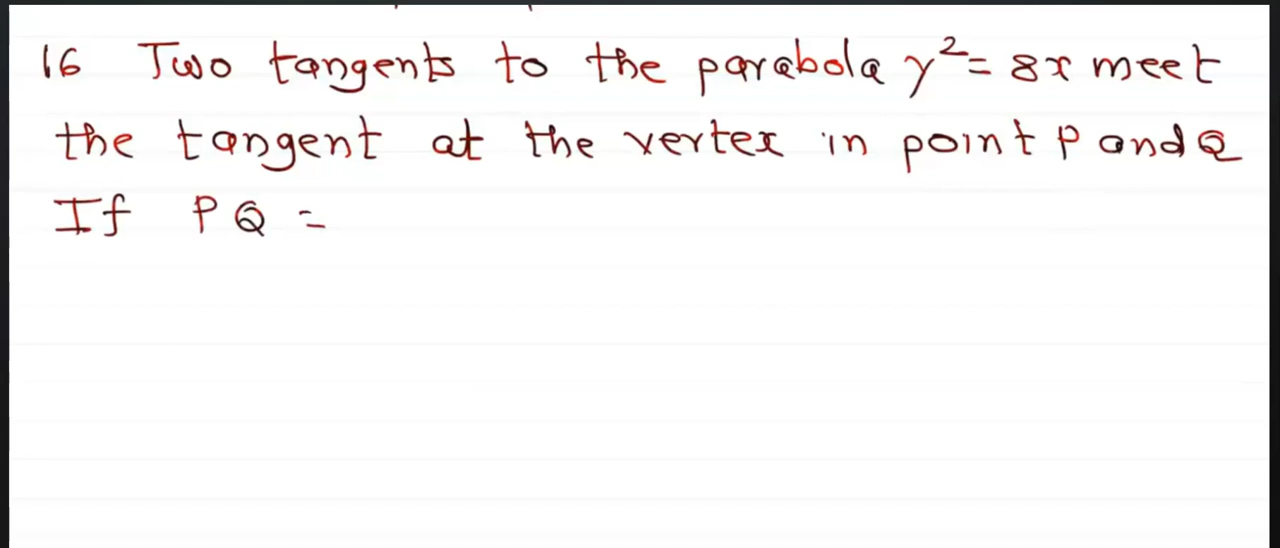 16 Two tangents to the parabola y²= 8x meet
the tangent at the vertex in point P and Q
If PQ =